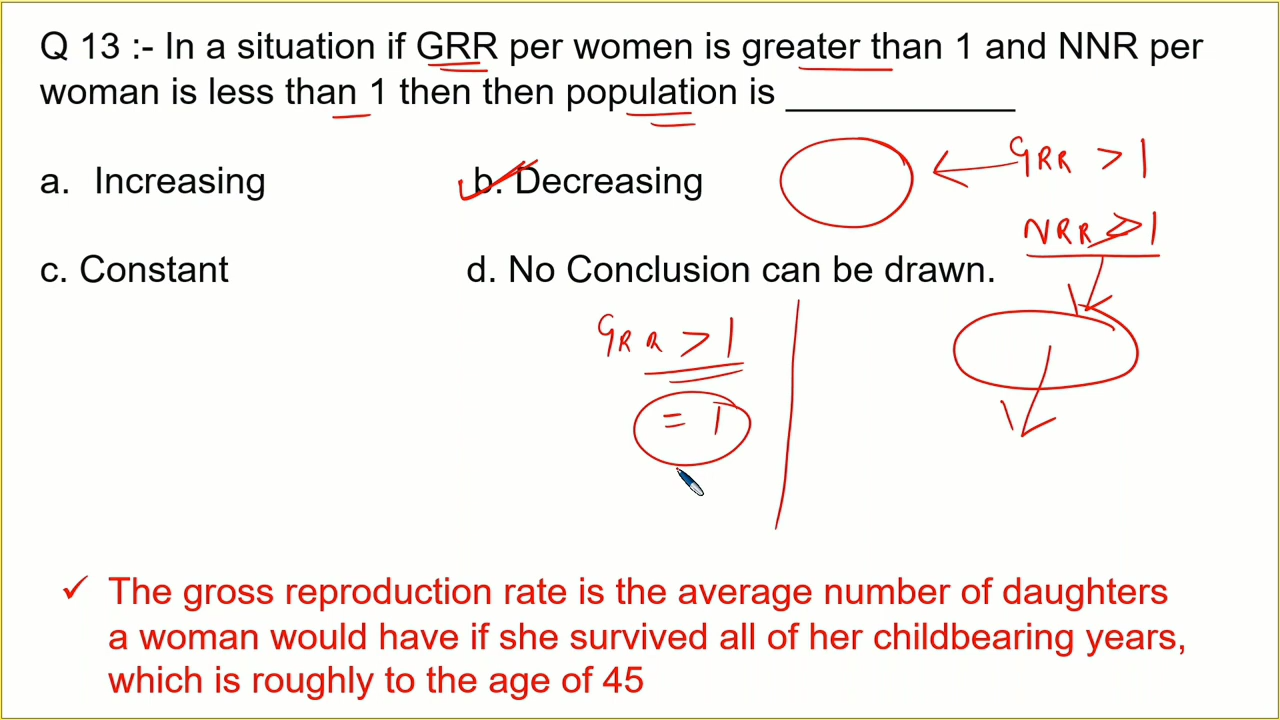 Q 13 :- In a situation if GRR per women is greater than 1 and NNR per
woman is less than 1 then then population is ____________
a. Increasing
b. Decreasing
GRR > 1
NRR > 1
c. Constant
d. No Conclusion can be drawn.
GRR > 1
= 1
✓ The gross reproduction rate is the average number of daughters
a woman would have if she survived all of her childbearing years,
which is roughly to the age of 45